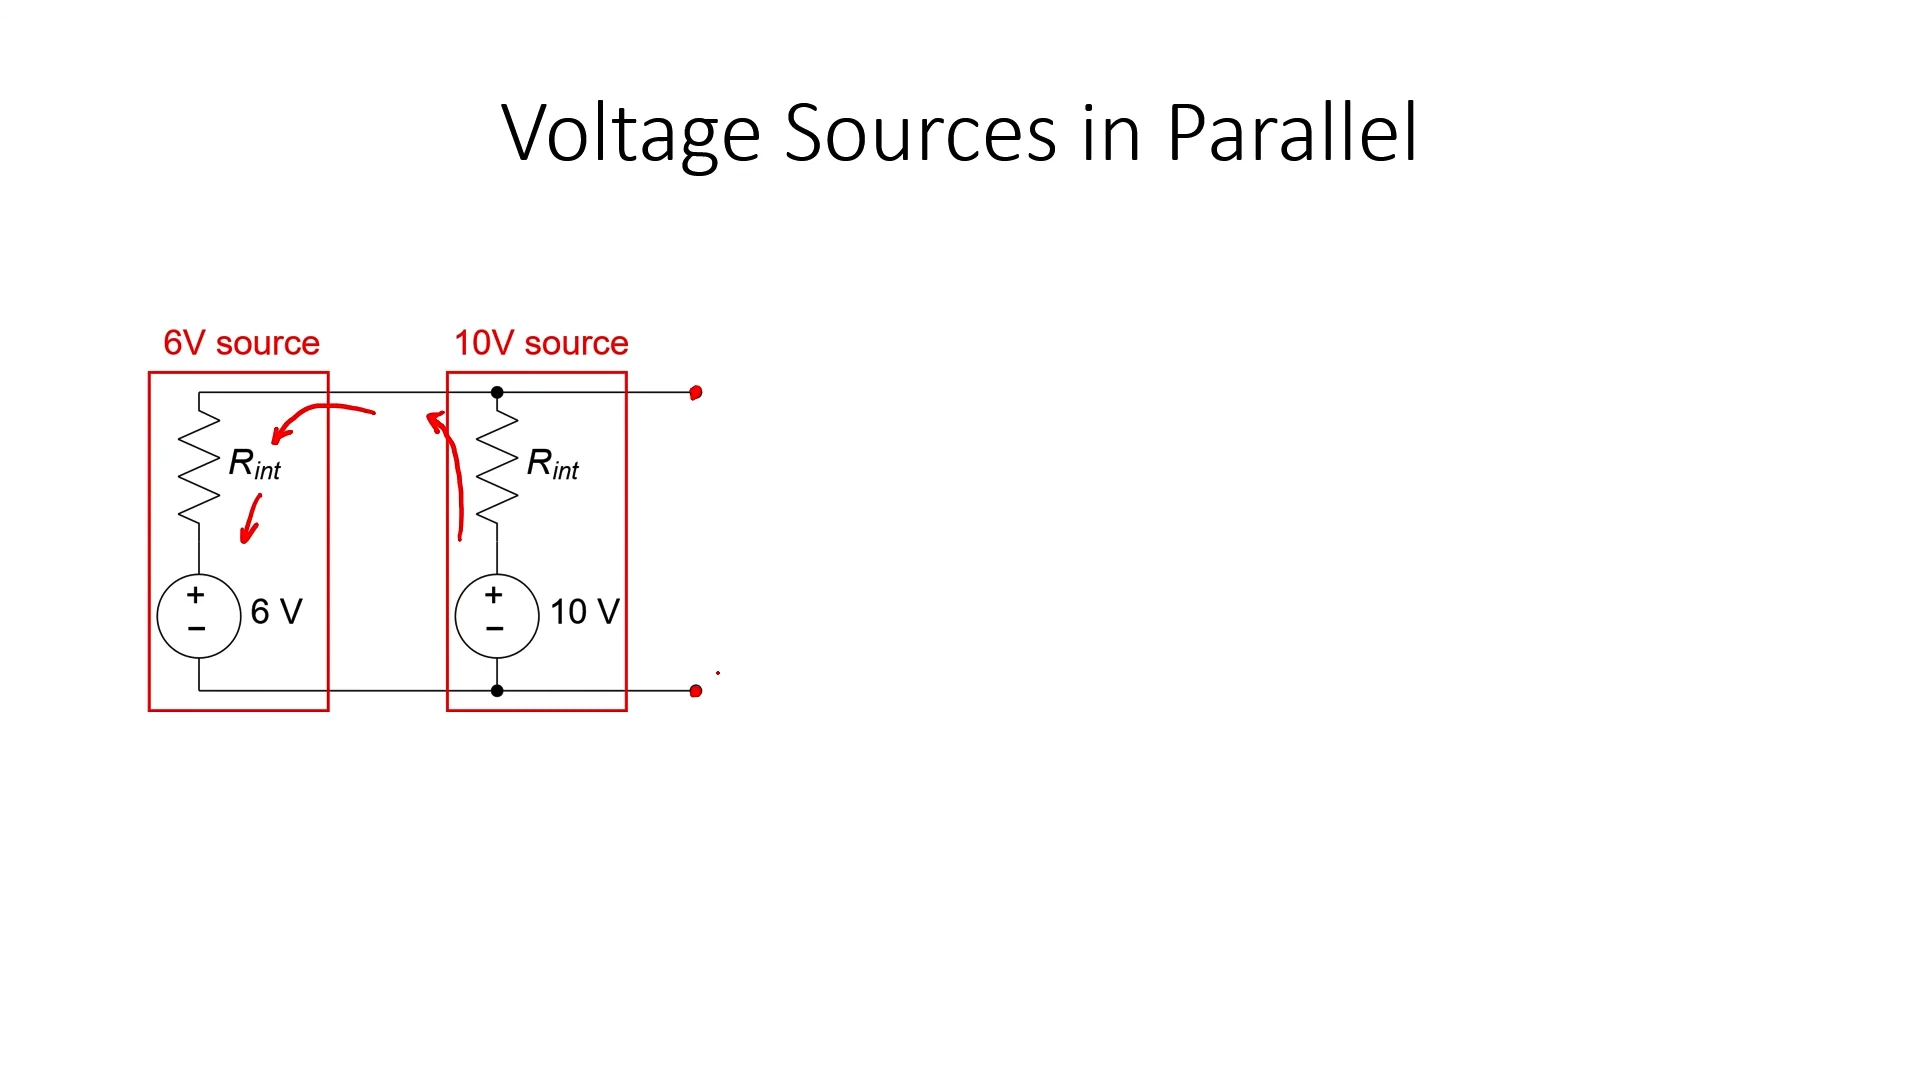 Voltage Sources in Parallel
6V source
10V source
R_int
R_int
+
−
6 V
+
−
10 V